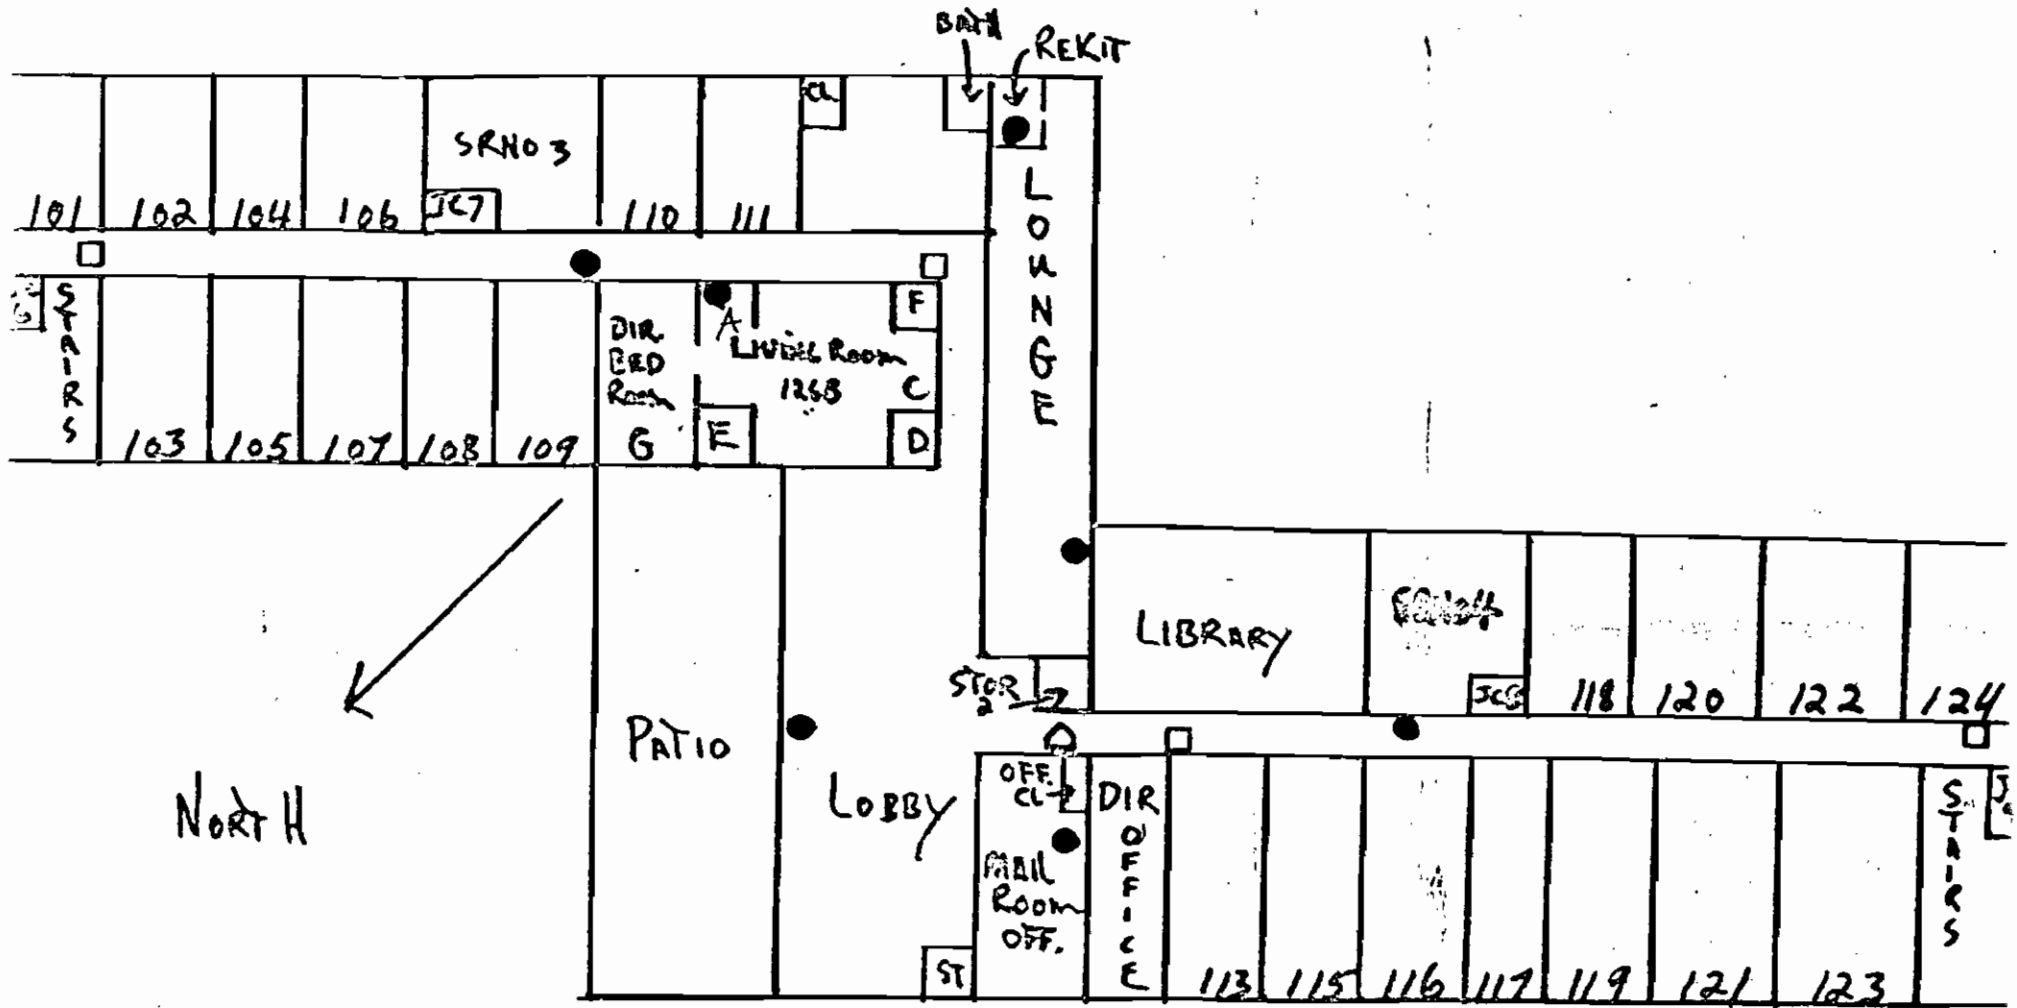 BATH
REKIT
CL
SRNO 3
JC7
101 102 104 106 110 111
LOUNGE
STAIRS
DIR.
BED
Room
G
A
F
LIVING ROOM
125B
C
E
D
103 105 107 108 109
LIBRARY
JC8
118 120 122 124
STOR
2
PATIO
NORTH
LOBBY
OFF.
CL
MAIL
ROOM
OFF.
ST
DIR
OFFICE
STAIRS
113 115 116 117 119 121 123